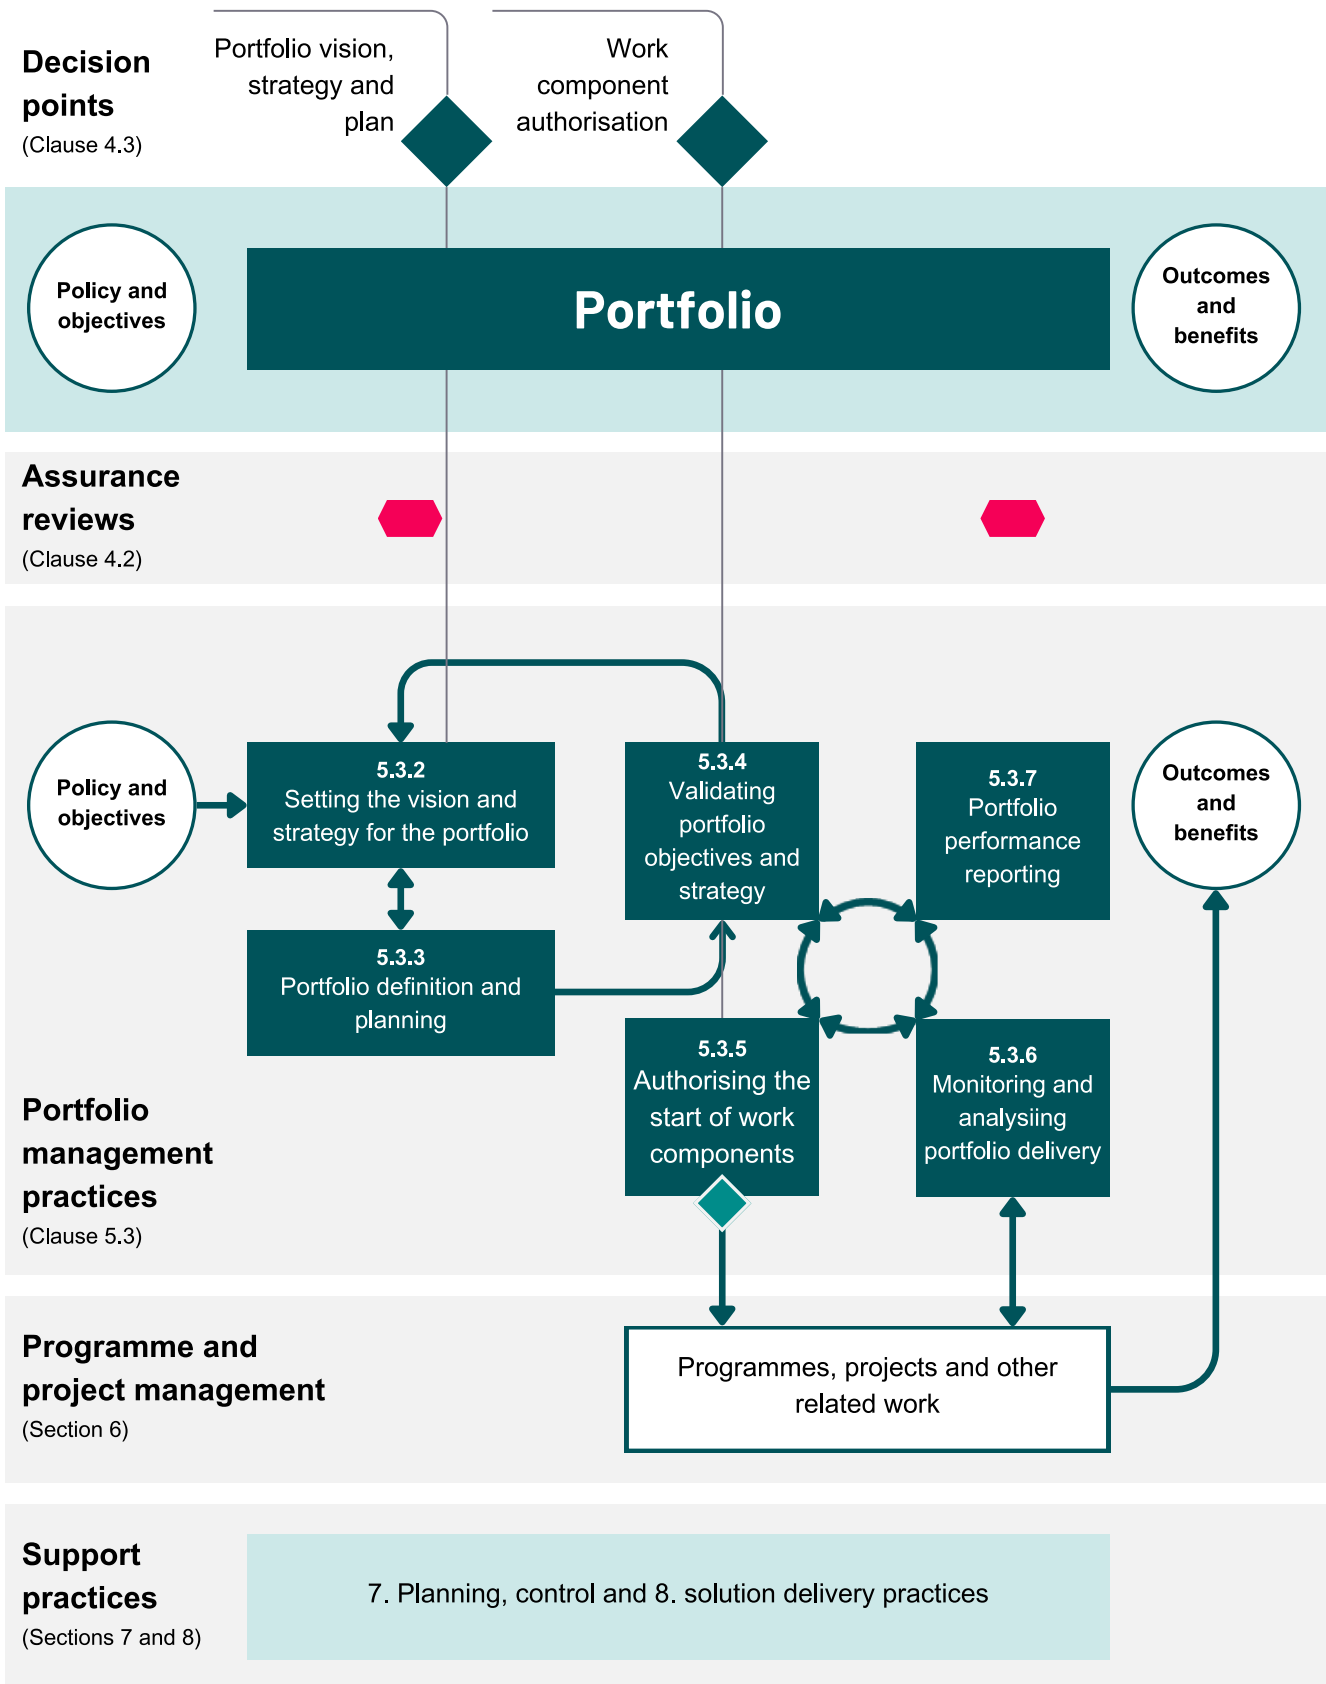 Decision
points
(Clause 4.3)
Portfolio vision,
strategy and
plan
Work
component
authorisation
Policy and
objectives
Portfolio
Outcomes
and
benefits
Assurance
reviews
(Clause 4.2)
Policy and
objectives
5.3.2
Setting the vision and
strategy for the portfolio
5.3.3
Portfolio definition and
planning
5.3.4
Validating
portfolio
objectives and
strategy
5.3.7
Portfolio
performance
reporting
Outcomes
and
benefits
5.3.5
Authorising the
start of work
components
5.3.6
Monitoring and
analysiing
portfolio delivery
Portfolio
management
practices
(Clause 5.3)
Programme and
project management
(Section 6)
Programmes, projects and other
related work
Support
practices
(Sections 7 and 8)
7. Planning, control and 8. solution delivery practices